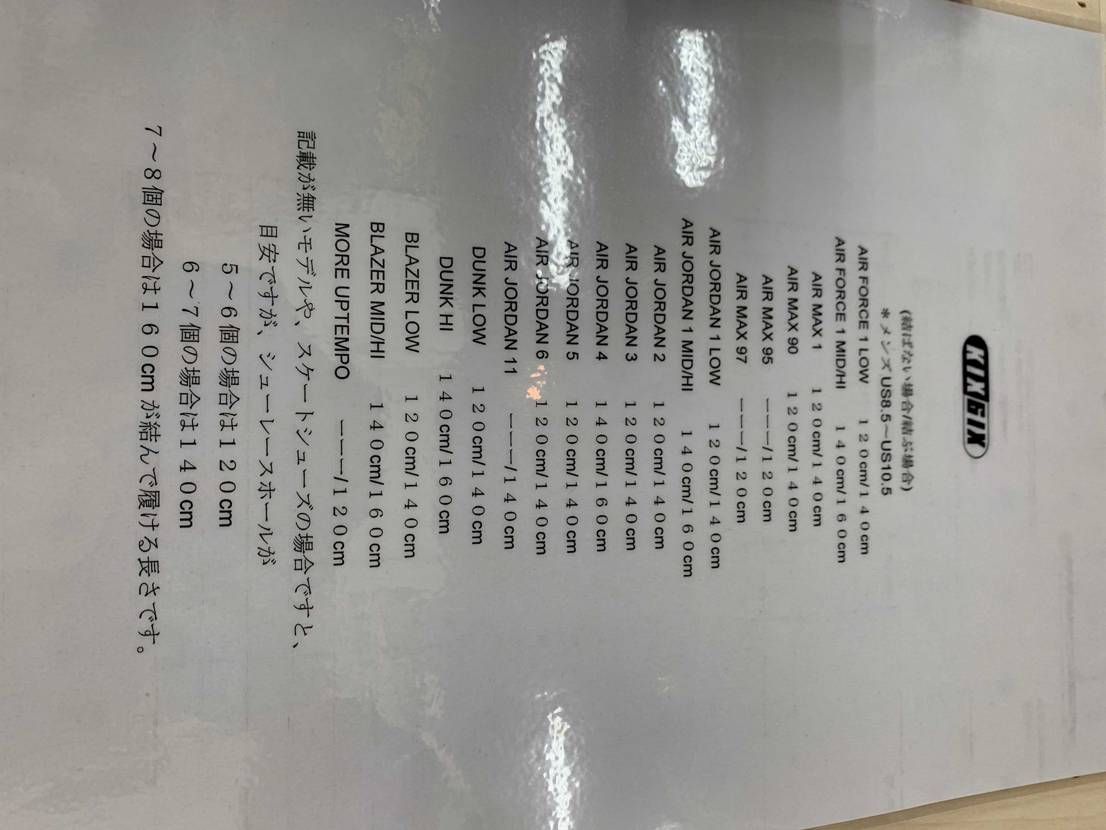 KIXSIX
(結ばない場合/結ぶ場合)
＊メンズ US8.5～US10.5
AIR FORCE 1 LOW　１２０cm/１４０cm
AIR FORCE 1 MID/HI　１４０cm/１６０cm
AIR MAX 1　１２０cm/１４０cm
AIR MAX 90　１２０cm/１４０cm
AIR MAX 95　ーーー/１２０cm
AIR MAX 97　ーーー/１２０cm
AIR JORDAN 1 LOW　１２０cm/１４０cm
AIR JORDAN 1 MID/HI　１４０cm/１６０cm
AIR JORDAN 2　１２０cm/１４０cm
AIR JORDAN 3　１２０cm/１４０cm
AIR JORDAN 4　１４０cm/１６０cm
AIR JORDAN 5　１２０cm/１４０cm
AIR JORDAN 6　１２０cm/１４０cm
AIR JORDAN 11　ーーー/１４０cm
DUNK LOW　１２０cm/１４０cm
DUNK HI　１４０cm/１６０cm
BLAZER LOW　１２０cm/１４０cm
BLAZER MID/HI　１４０cm/１６０cm
MORE UPTEMPO　ーーー/１２０cm
記載が無いモデルや、スケートシューズの場合ですと、
目安ですが、シューレースホールが
５～６個の場合は１２０cm
６～７個の場合は１４０cm
７～８個の場合は１６０cmが結んで履ける長さです。